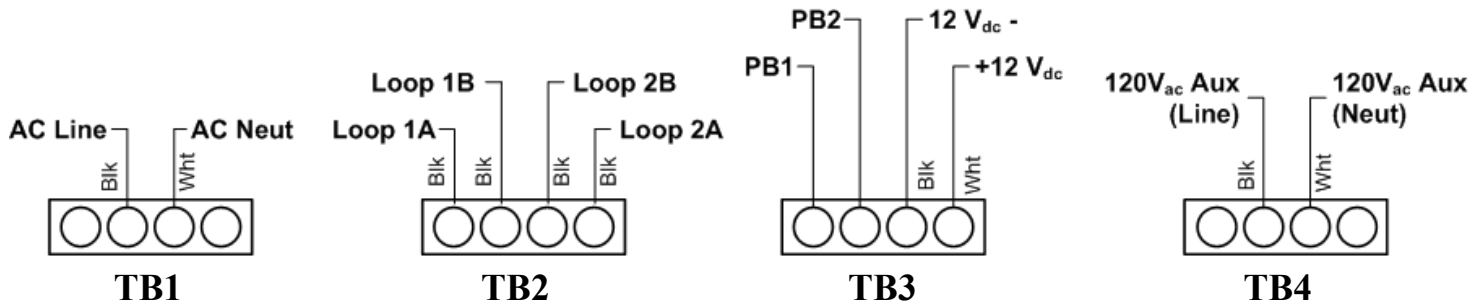 AC Line
AC Neut
Blk
Wht
TB1
Loop 1B
Loop 2B
Loop 1A
Loop 2A
Blk
Blk
Blk
Blk
TB2
PB2
12 Vdc -
PB1
+12 Vdc
Blk
Wht
TB3
120Vac Aux
(Line)
120Vac Aux
(Neut)
Blk
Wht
TB4